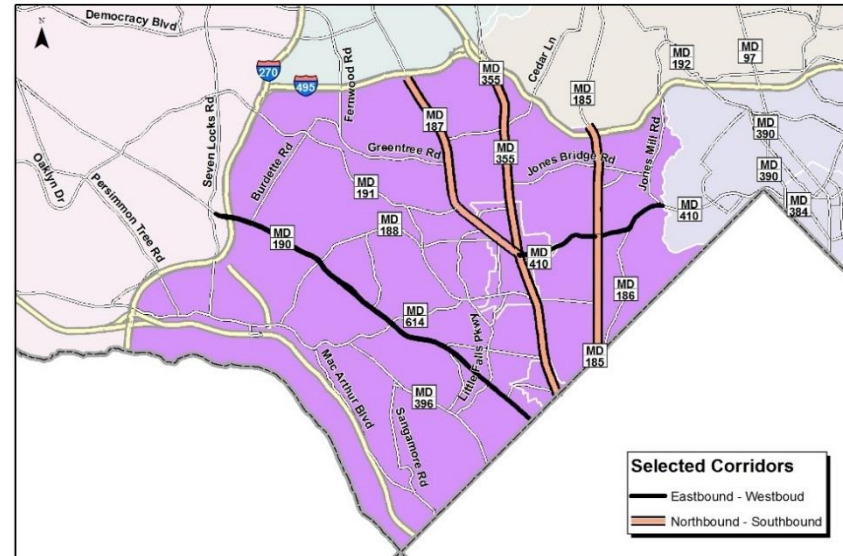 N
Democracy Blvd
270
495
Fernwood Rd
MD
355
Cedar Ln
MD
192
MD
97
MD
185
MD
187
MD
390
Seven Locks Rd
Burdette Rd
Greentree Rd
MD
355
Jones Bridge Rd
Jones Mill Rd
MD
390
Oaklyn Dr
Persimmon Tree Rd
MD
191
MD
410
MD
384
MD
190
MD
188
MD
410
MD
186
MD
614
Little Falls Pkwy
MD
185
Mac Arthur Blvd
MD
396
Sangamore Rd
Selected Corridors
Eastbound - Westboud
Northbound - Southbound